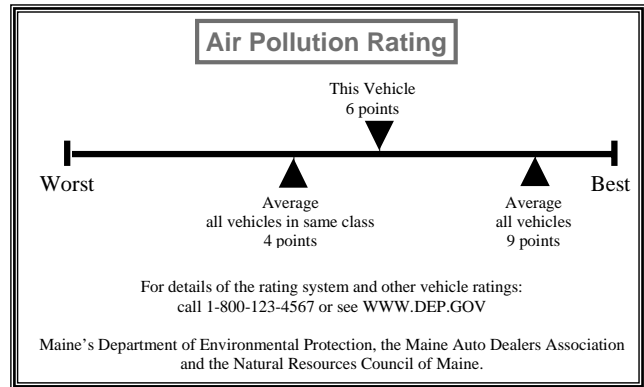 Air Pollution Rating
This Vehicle
6 points
Worst
Best
Average
all vehicles in same class
4 points
Average
all vehicles
9 points
For details of the rating system and other vehicle ratings:
call 1-800-123-4567 or see WWW.DEP.GOV
Maine's Department of Environmental Protection, the Maine Auto Dealers Association
and the Natural Resources Council of Maine.